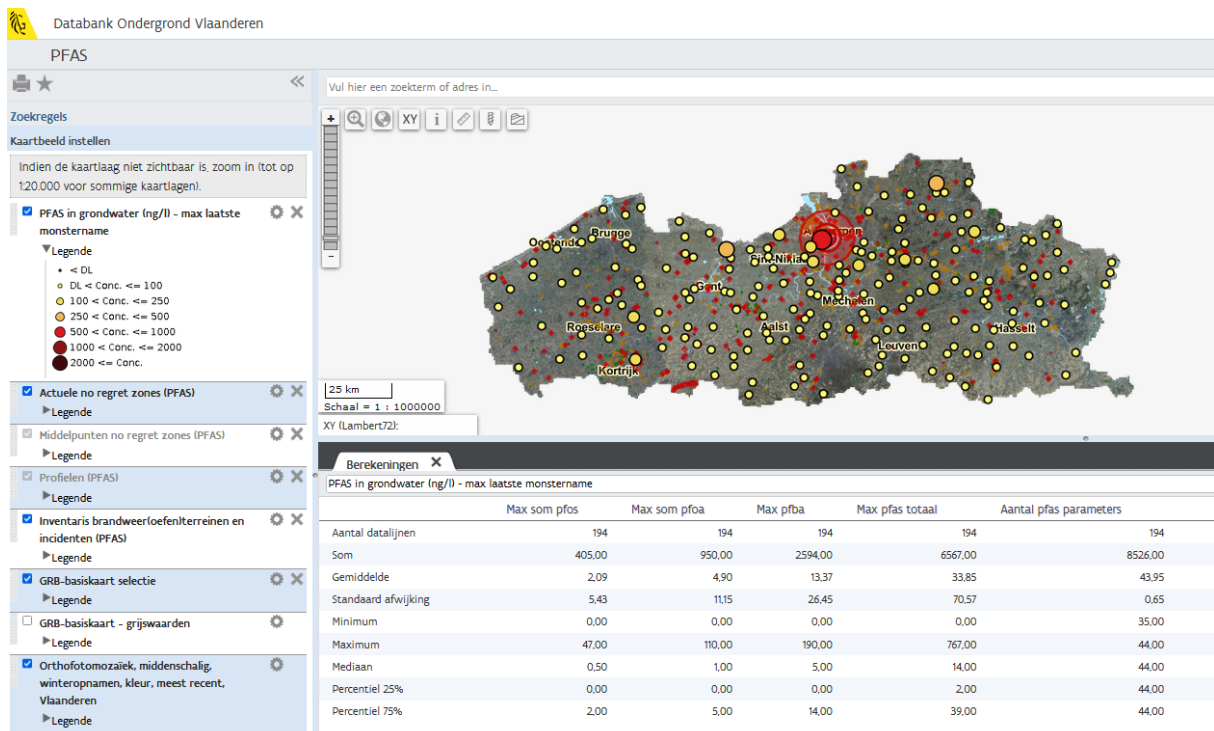 Databank Ondergrond Vlaanderen
PFAS
Vul hier een zoekterm of adres in...
Zoekregels
Kaartbeeld instellen
Indien de kaartlaag niet zichtbaar is, zoom in (tot op
1:20.000 voor sommige kaartlagen).
PFAS in grondwater (ng/l) - max laatste
monstername
Legende
< DL
DL < Conc. <= 100
100 < Conc. <= 250
250 < Conc. <= 500
500 < Conc. <= 1000
1000 < Conc. <= 2000
2000 <= Conc.
Actuele no regret zones (PFAS)
Legende
Middelpunten no regret zones (PFAS)
Legende
Profielen (PFAS)
Legende
Inventaris brandweer(oefen)terreinen en
incidenten (PFAS)
Legende
GRB-basiskaart selectie
Legende
GRB-basiskaart - grijswaarden
Legende
Orthofotomozaïek, middenschalig,
winteropnamen, kleur, meest recent,
Vlaanderen
Legende
+
XY
i
-
Brugge
Gent
Mechelen
Roeselare
Aalst
Hasselt
Leuven
Kortrijk
25 km
Schaal = 1 : 1000000
XY (Lambert72):
Berekeningen
PFAS in grondwater (ng/l) - max laatste monstername
Max som pfos Max som pfoa Max pfba Max pfas totaal Aantal pfas parameters
Aantal datalijnen 194 194 194 194 194
Som 405,00 950,00 2594,00 6567,00 8526,00
Gemiddelde 2,09 4,90 13,37 33,85 43,95
Standaard afwijking 5,43 11,15 26,45 70,57 0,65
Minimum 0,00 0,00 0,00 0,00 35,00
Maximum 47,00 110,00 190,00 767,00 44,00
Mediaan 0,50 1,00 5,00 14,00 44,00
Percentiel 25% 0,00 0,00 0,00 2,00 44,00
Percentiel 75% 2,00 5,00 14,00 39,00 44,00